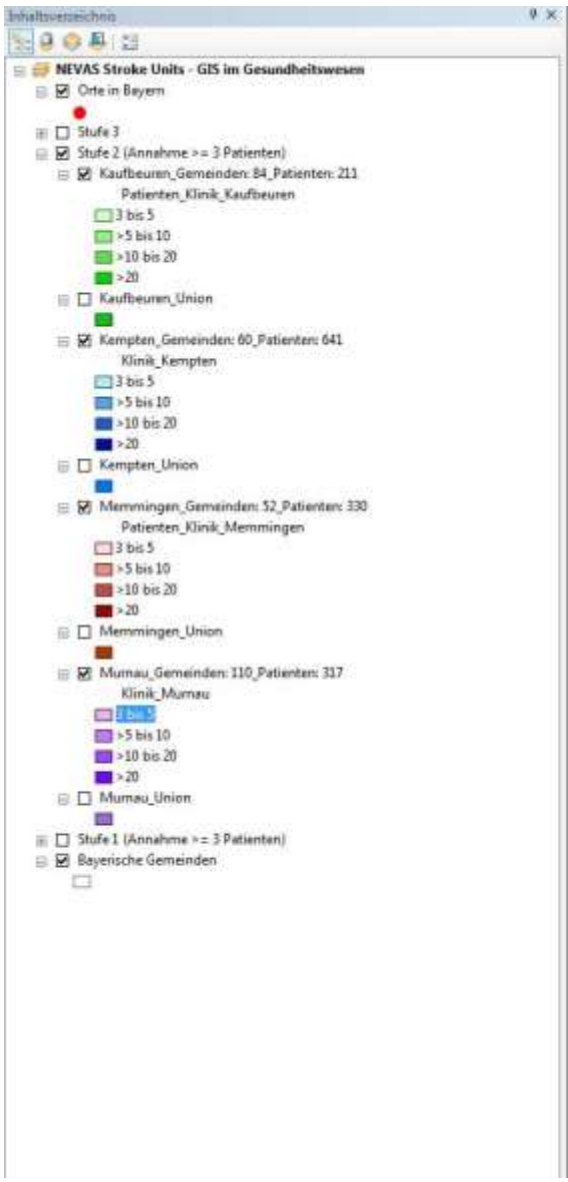 Inhaltsverzeichnis
NEVAS Stroke Units - GIS im Gesundheitswesen
Orte in Bayern
Stufe 3
Stufe 2 (Annahme >= 3 Patienten)
Kaufbeuren_Gemeinden: 84_Patienten: 211
Patienten_Klinik_Kaufbeuren
3 bis 5
>5 bis 10
>10 bis 20
>20
Kaufbeuren_Union
Kempten_Gemeinden: 60_Patienten: 641
Klinik_Kempten
3 bis 5
>5 bis 10
>10 bis 20
>20
Kempten_Union
Memmingen_Gemeinden: 52_Patienten: 330
Patienten_Klinik_Memmingen
3 bis 5
>5 bis 10
>10 bis 20
>20
Memmingen_Union
Murnau_Gemeinden: 110_Patienten: 317
Klinik_Murnau
3 bis 5
>5 bis 10
>10 bis 20
>20
Murnau_Union
Stufe 1 (Annahme >= 3 Patienten)
Bayerische Gemeinden